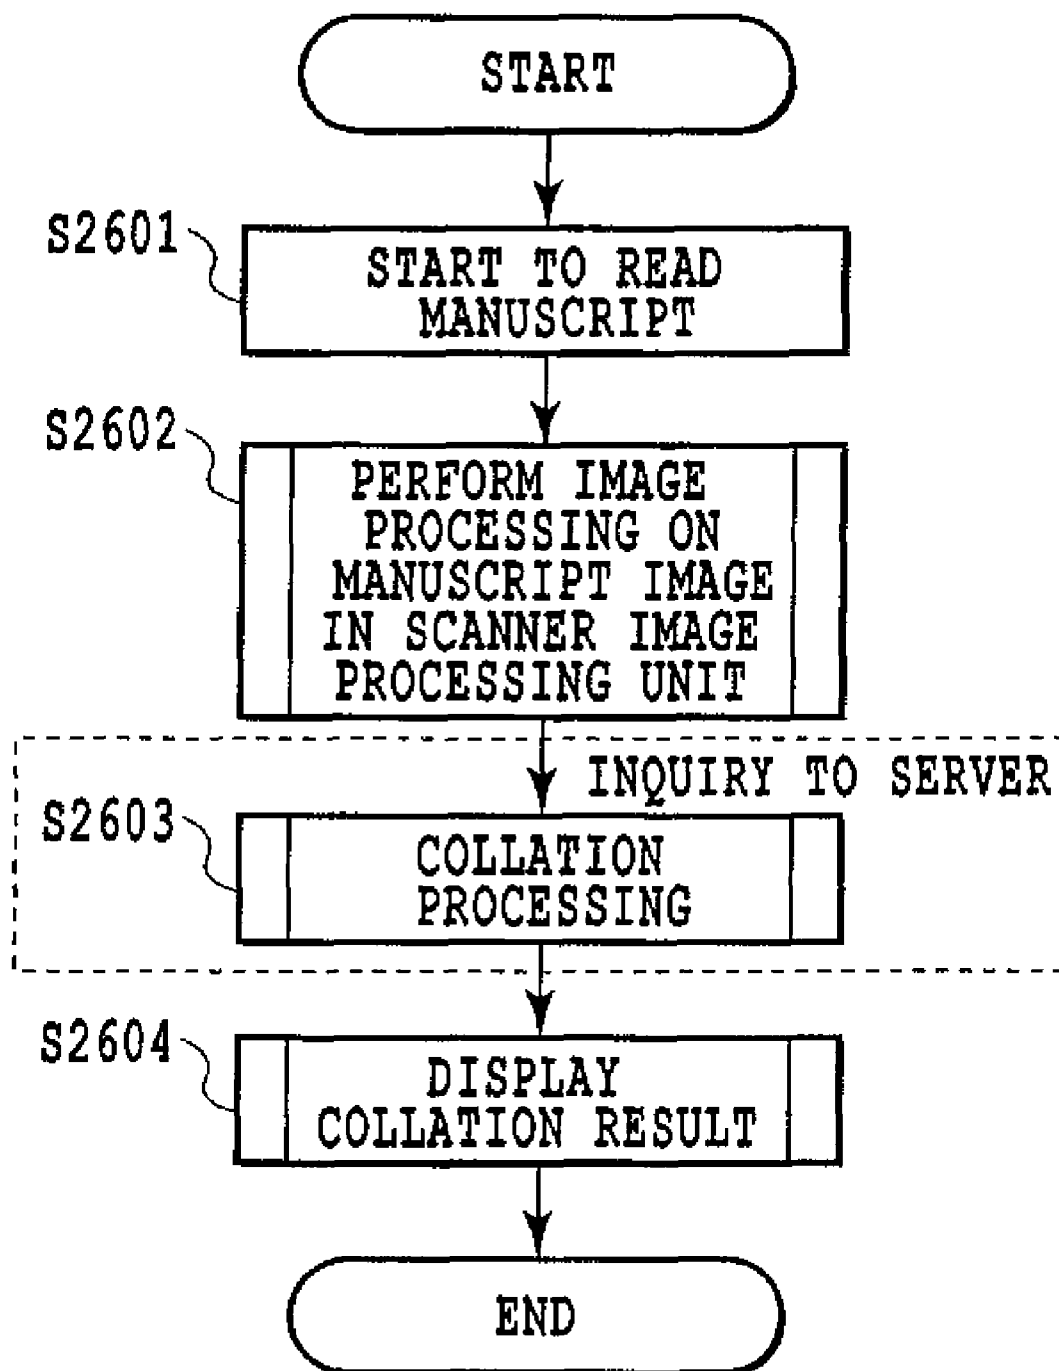 START
S2601
START TO READ
MANUSCRIPT
S2602
PERFORM IMAGE
PROCESSING ON
MANUSCRIPT IMAGE
IN SCANNER IMAGE
PROCESSING UNIT
INQUIRY TO SERVER
S2603
COLLATION
PROCESSING
S2604
DISPLAY
COLLATION RESULT
END